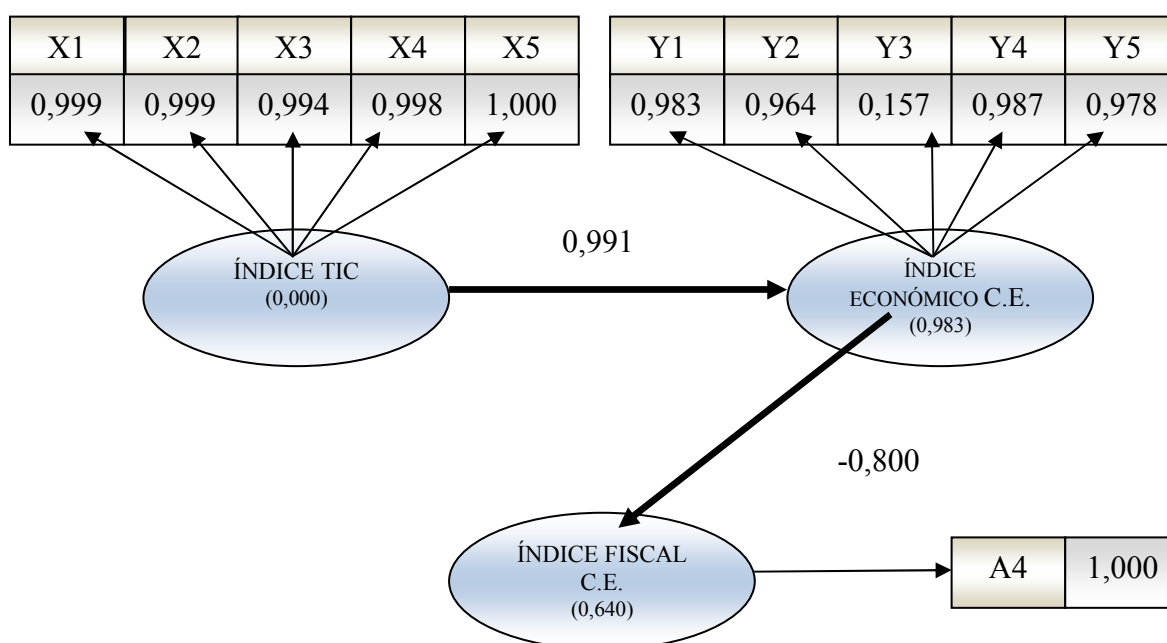 X1 X2 X3 X4 X5 Y1 Y2 Y3 Y4 Y5
0,999 0,999 0,994 0,998 1,000 0,983 0,964 0,157 0,987 0,978
0,991
ÍNDICE TIC
(0,000)
ÍNDICE
ECONÓMICO C.E.
(0,983)
-0,800
ÍNDICE FISCAL
C.E.
(0,640)
A4 1,000